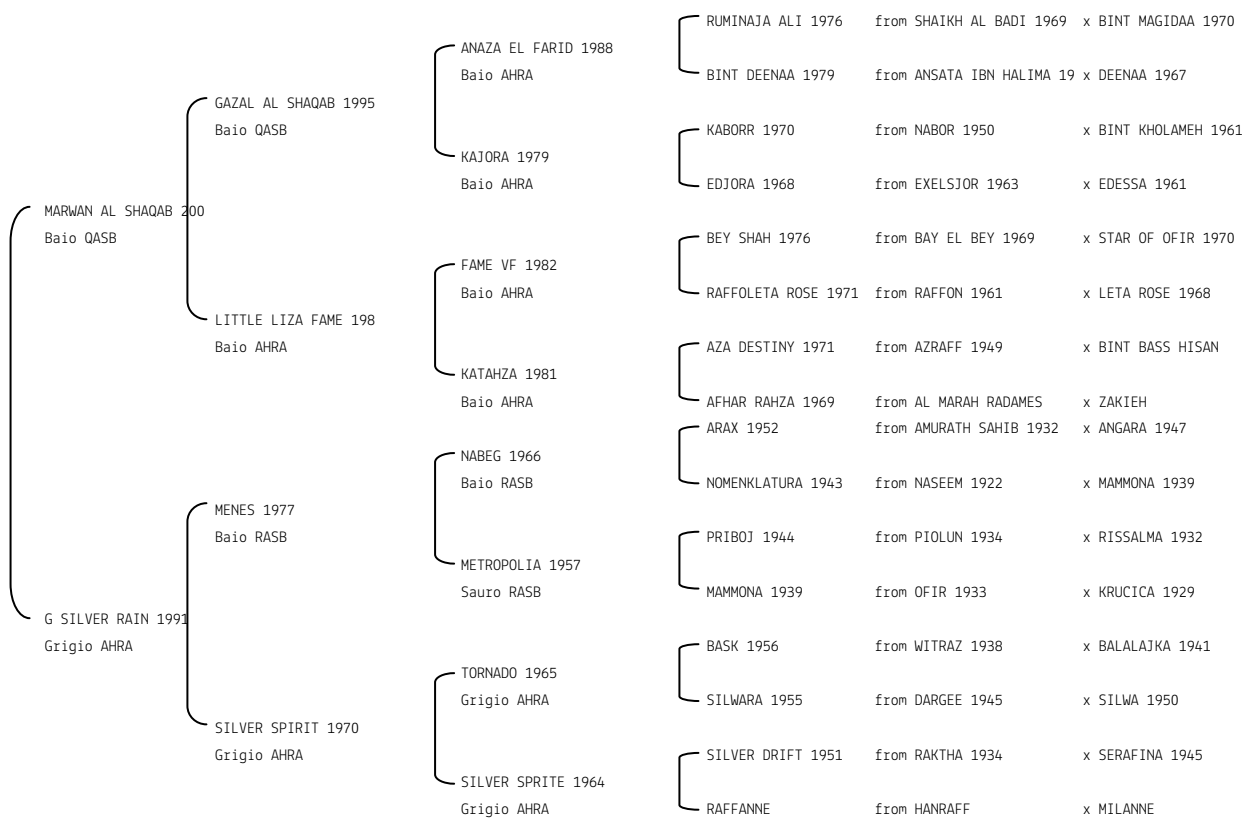 RUMINAJA ALI 1976 from SHAIKH AL BADI 1969 x BINT MAGIDAA 1970
ANAZA EL FARID 1988
Baio AHRA BINT DEENAA 1979 from ANSATA IBN HALIMA 19 x DEENAA 1967
GAZAL AL SHAQAB 1995
Baio QASB KABORR 1970 from NABOR 1950 x BINT KHOLAMEH 1961
KAJORA 1979
Baio AHRA EDJORA 1968 from EXELSJOR 1963 x EDESSA 1961
MARWAN AL SHAQAB 200
Baio QASB BEY SHAH 1976 from BAY EL BEY 1969 x STAR OF OFIR 1970
FAME VF 1982
Baio AHRA RAFFOLETA ROSE 1971 from RAFFON 1961 x LETA ROSE 1968
LITTLE LIZA FAME 198
Baio AHRA AZA DESTINY 1971 from AZRAFF 1949 x BINT BASS HISAN
KATAHZA 1981
Baio AHRA AFHAR RAHZA 1969 from AL MARAH RADAMES x ZAKIEH
ARAX 1952 from AMURATH SAHIB 1932 x ANGARA 1947
NABEG 1966
Baio RASB NOMENKLATURA 1943 from NASEEM 1922 x MAMMONA 1939
MENES 1977
Baio RASB PRIBOJ 1944 from PIOLUN 1934 x RISSALMA 1932
METROPOLIA 1957
Sauro RASB MAMMONA 1939 from OFIR 1933 x KRUCICA 1929
G SILVER RAIN 1991
Grigio AHRA BASK 1956 from WITRAZ 1938 x BALALAJKA 1941
TORNADO 1965
Grigio AHRA SILWARA 1955 from DARGEE 1945 x SILWA 1950
SILVER SPIRIT 1970
Grigio AHRA SILVER DRIFT 1951 from RAKTHA 1934 x SERAFINA 1945
SILVER SPRITE 1964
Grigio AHRA RAFFANNE from HANRAFF x MILANNE